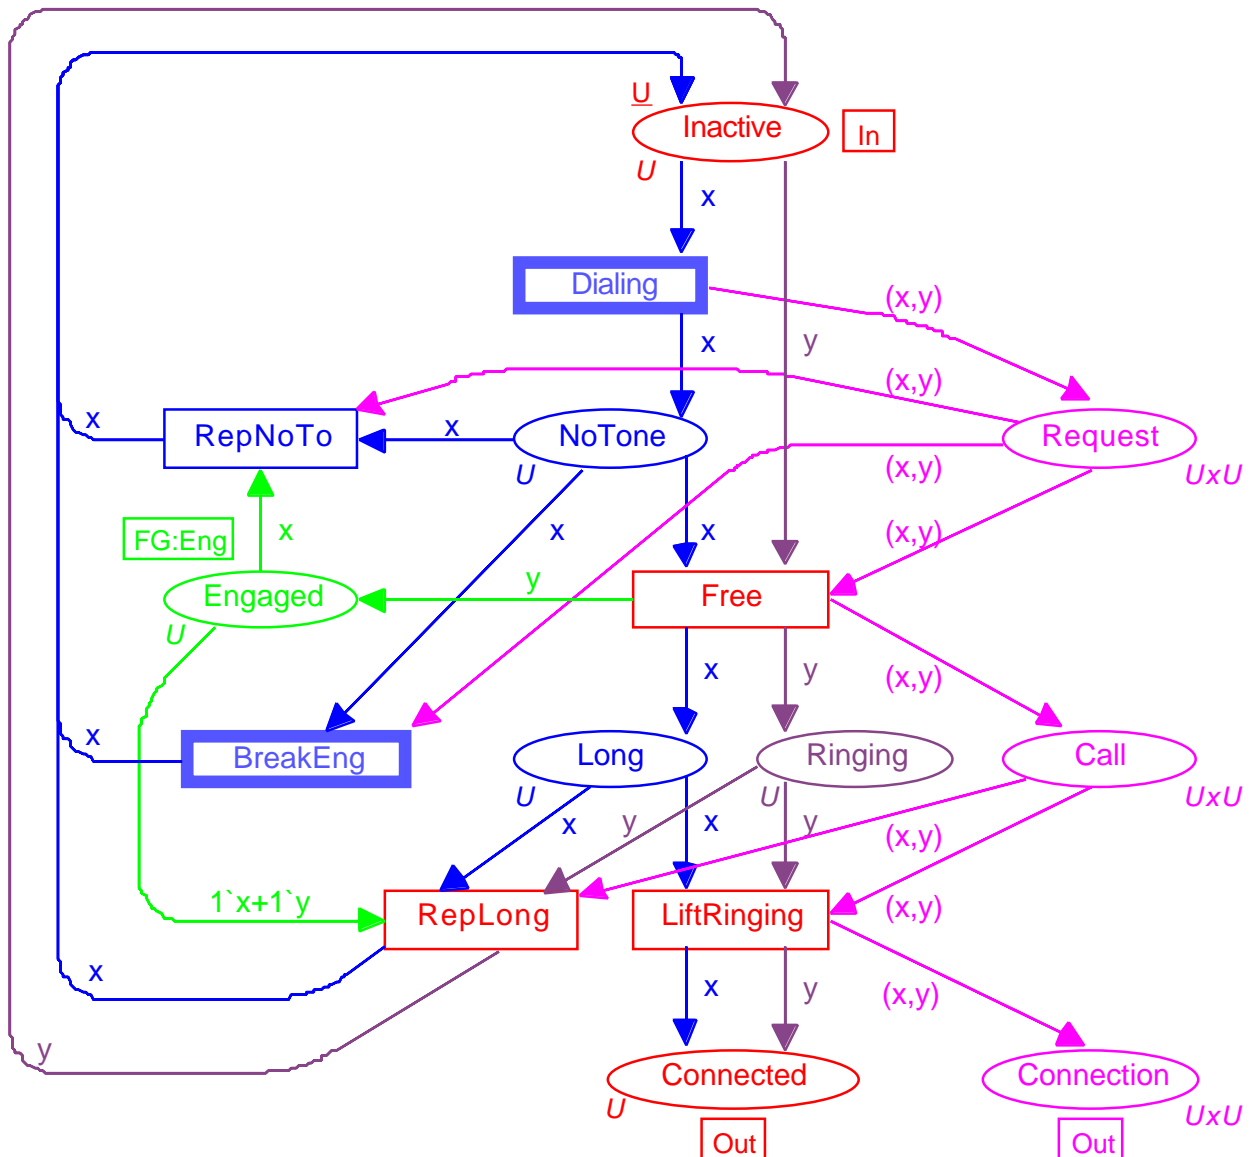 U
Inactive
In
U
x
Dialing
(x,y)
x
y
(x,y)
x
RepNoTo
x
NoTone
Request
U
(x,y)
UxU
FG:Eng
x
x
x
(x,y)
Engaged
y
Free
U
x
y
(x,y)
x
BreakEng
Long
Ringing
Call
U
U
UxU
x
y
x
y
(x,y)
1`x+1`y
RepLong
LiftRinging
(x,y)
x
x
y
(x,y)
y
Connected
Connection
U
UxU
Out
Out